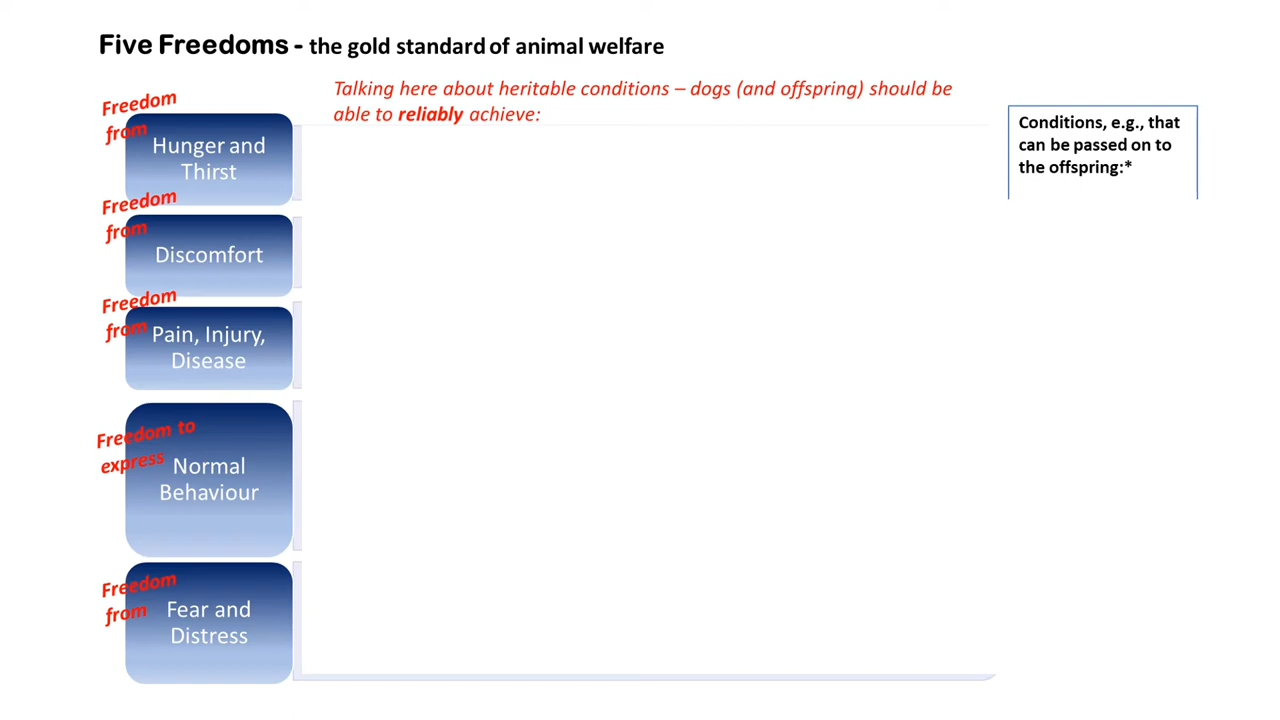 Five Freedoms - the gold standard of animal welfare
Talking here about heritable conditions – dogs (and offspring) should be
able to reliably achieve:
Conditions, e.g., that
can be passed on to
the offspring:*
Freedom
from
Hunger and
Thirst
Freedom
from
Discomfort
Freedom
from
Pain, Injury,
Disease
Freedom to
express
Normal
Behaviour
Freedom
from
Fear and
Distress